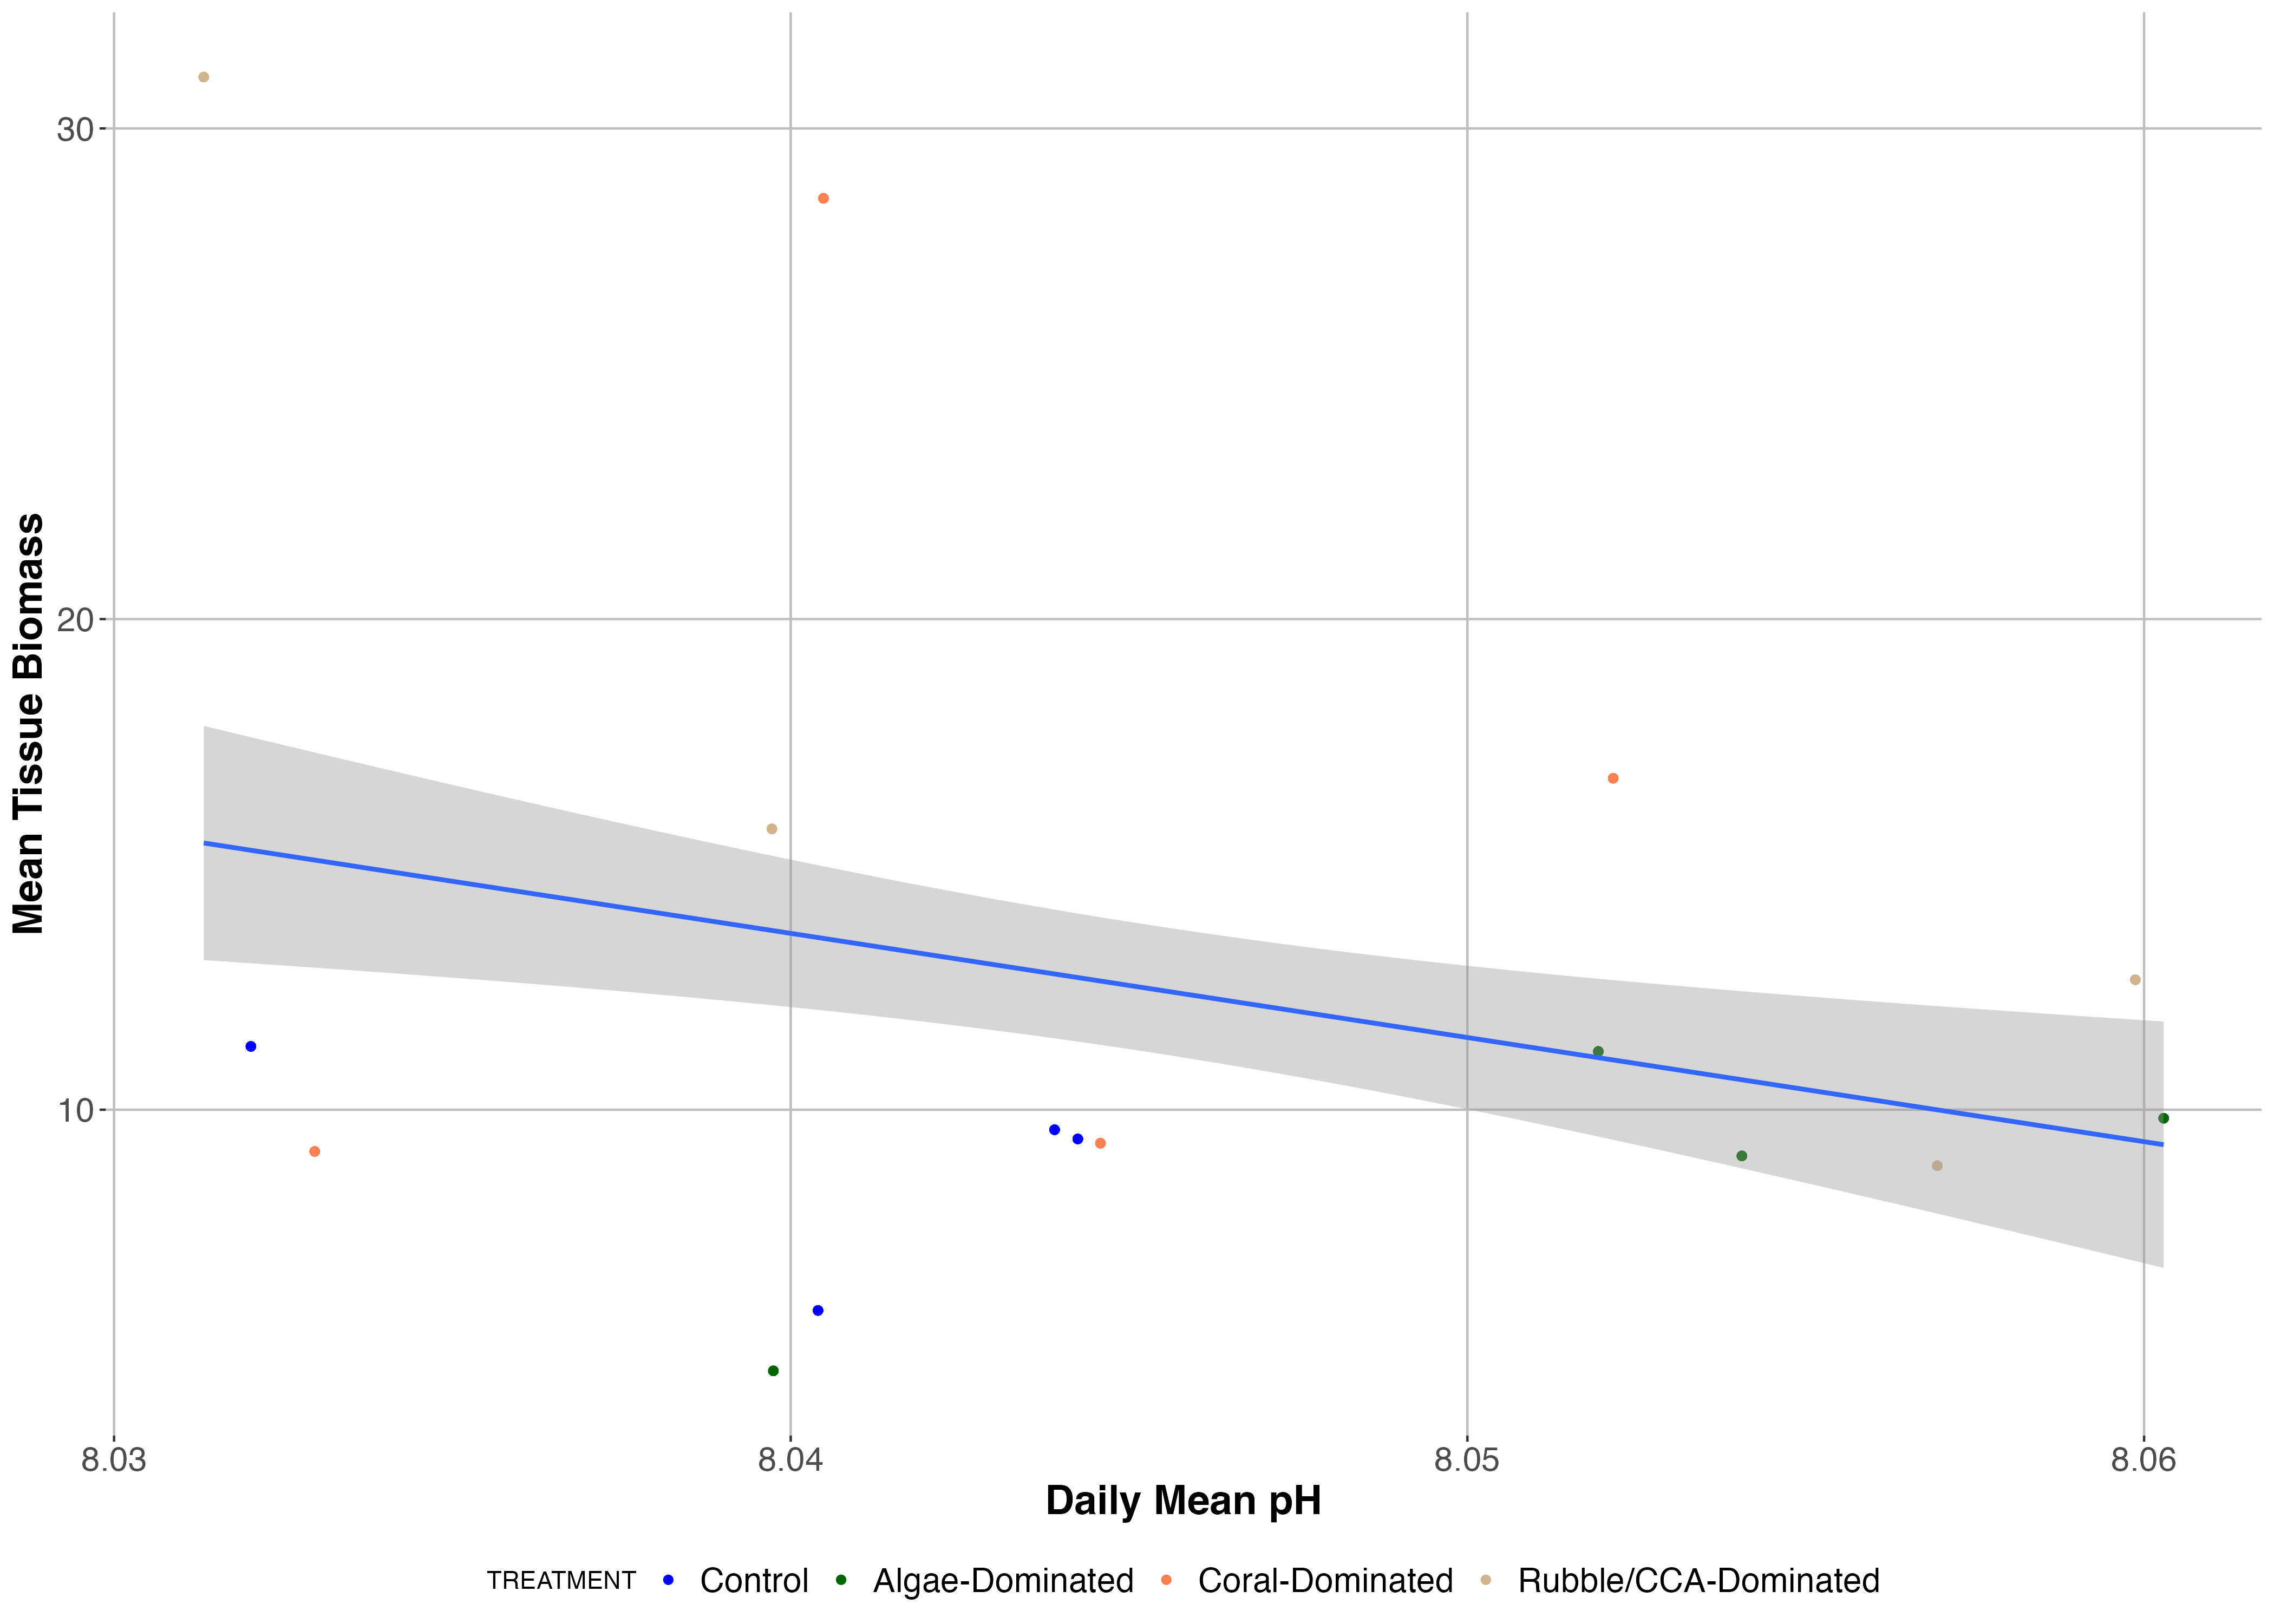 Mean Tissue Biomass
30
20
10
8.03 8.04 8.05 8.06
Daily Mean pH
TREATMENT Control Algae-Dominated Coral-Dominated Rubble/CCA-Dominated